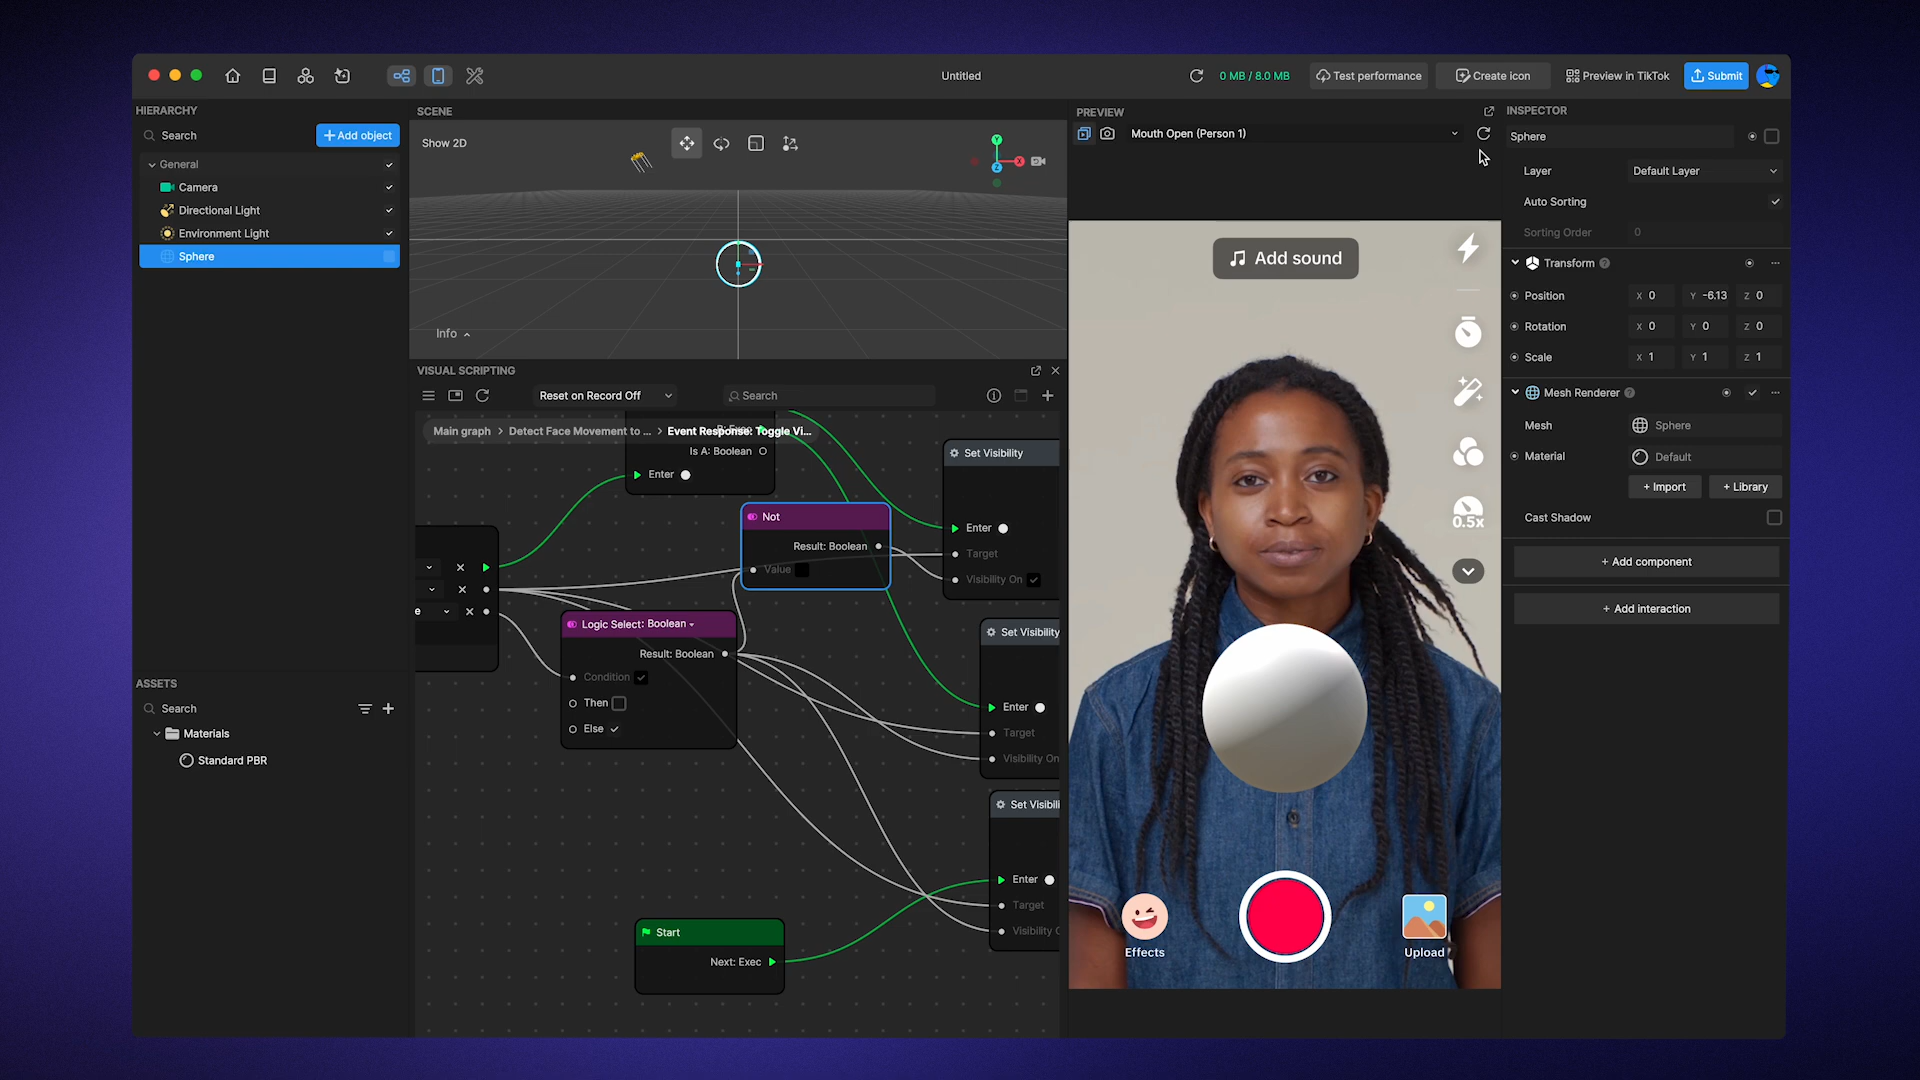 Untitled
0 MB / 8.0 MB
Test performance
Create icon
Preview in TikTok
Submit
HIERARCHY
Search
Add object
General
Camera
Directional Light
Environment Light
Sphere
ASSETS
Search
Materials
Standard PBR
SCENE
Show 2D
Y
X
Z
Info
VISUAL SCRIPTING
Reset on Record Off
Search
Main graph > Detect Face Movement to ... > Event Response: Toggle Vi...
Is A: Boolean
Enter
Not
Result: Boolean
Value
Logic Select: Boolean
Result: Boolean
Condition
Then
Else
e
Start
Next: Exec
Set Visibility
Enter
Target
Visibility On
Set Visibility
Enter
Target
Visibility On
Set Visibili
Enter
Target
Visibility O
PREVIEW
Mouth Open (Person 1)
Add sound
0.5x
Effects
Upload
INSPECTOR
Sphere
Layer
Default Layer
Auto Sorting
Sorting Order
0
Transform
Position
X 0 Y -6.13 Z 0
Rotation
X 0 Y 0 Z 0
Scale
X 1 Y 1 Z 1
Mesh Renderer
Mesh
Sphere
Material
Default
+ Import
+ Library
Cast Shadow
+ Add component
+ Add interaction